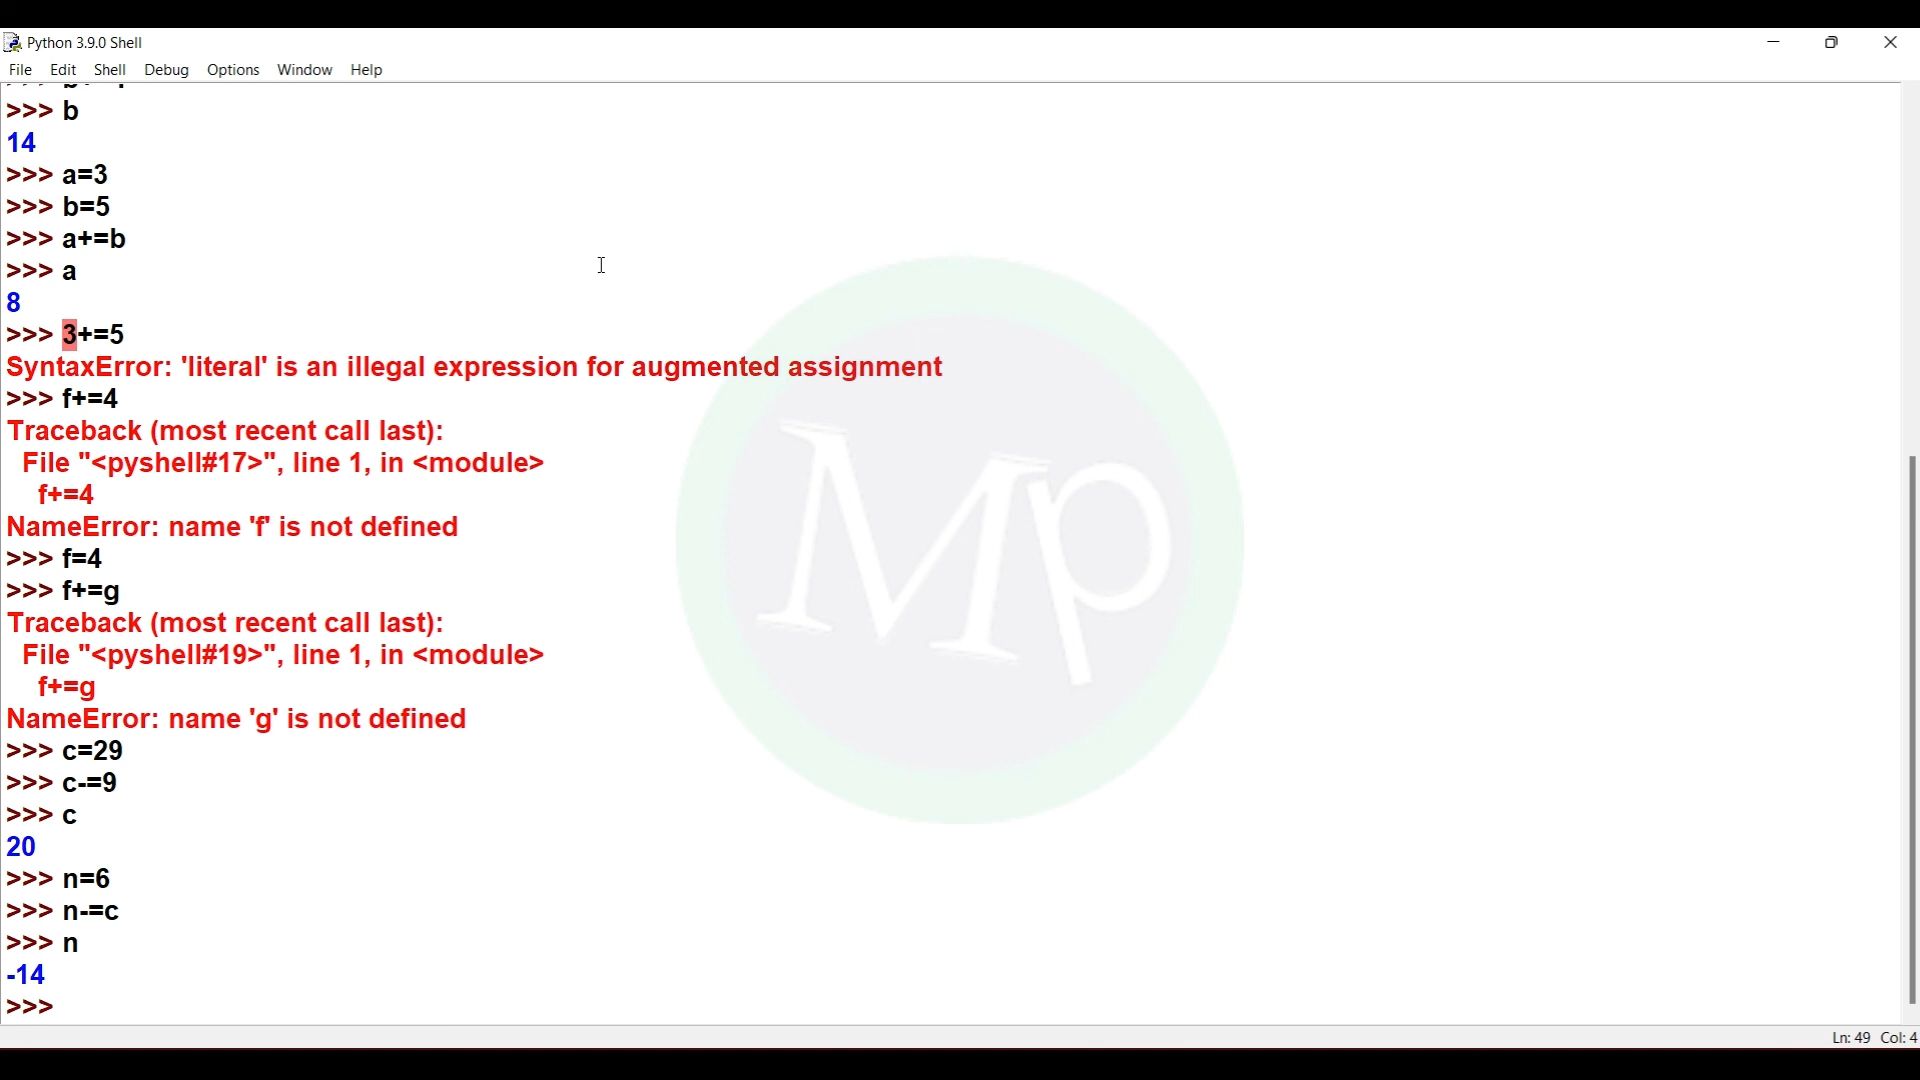 Python 3.9.0 Shell
File Edit Shell Debug Options Window Help
>>> b
14
>>> a=3
>>> b=5
>>> a+=b
>>> a
8
>>> 3+=5
SyntaxError: 'literal' is an illegal expression for augmented assignment
>>> f+=4
Traceback (most recent call last):
  File "<pyshell#17>", line 1, in <module>
    f+=4
NameError: name 'f' is not defined
>>> f=4
>>> f+=g
Traceback (most recent call last):
  File "<pyshell#19>", line 1, in <module>
    f+=g
NameError: name 'g' is not defined
>>> c=29
>>> c-=9
>>> c
20
>>> n=6
>>> n-=c
>>> n
-14
>>>
Mp
Ln: 49 Col: 4